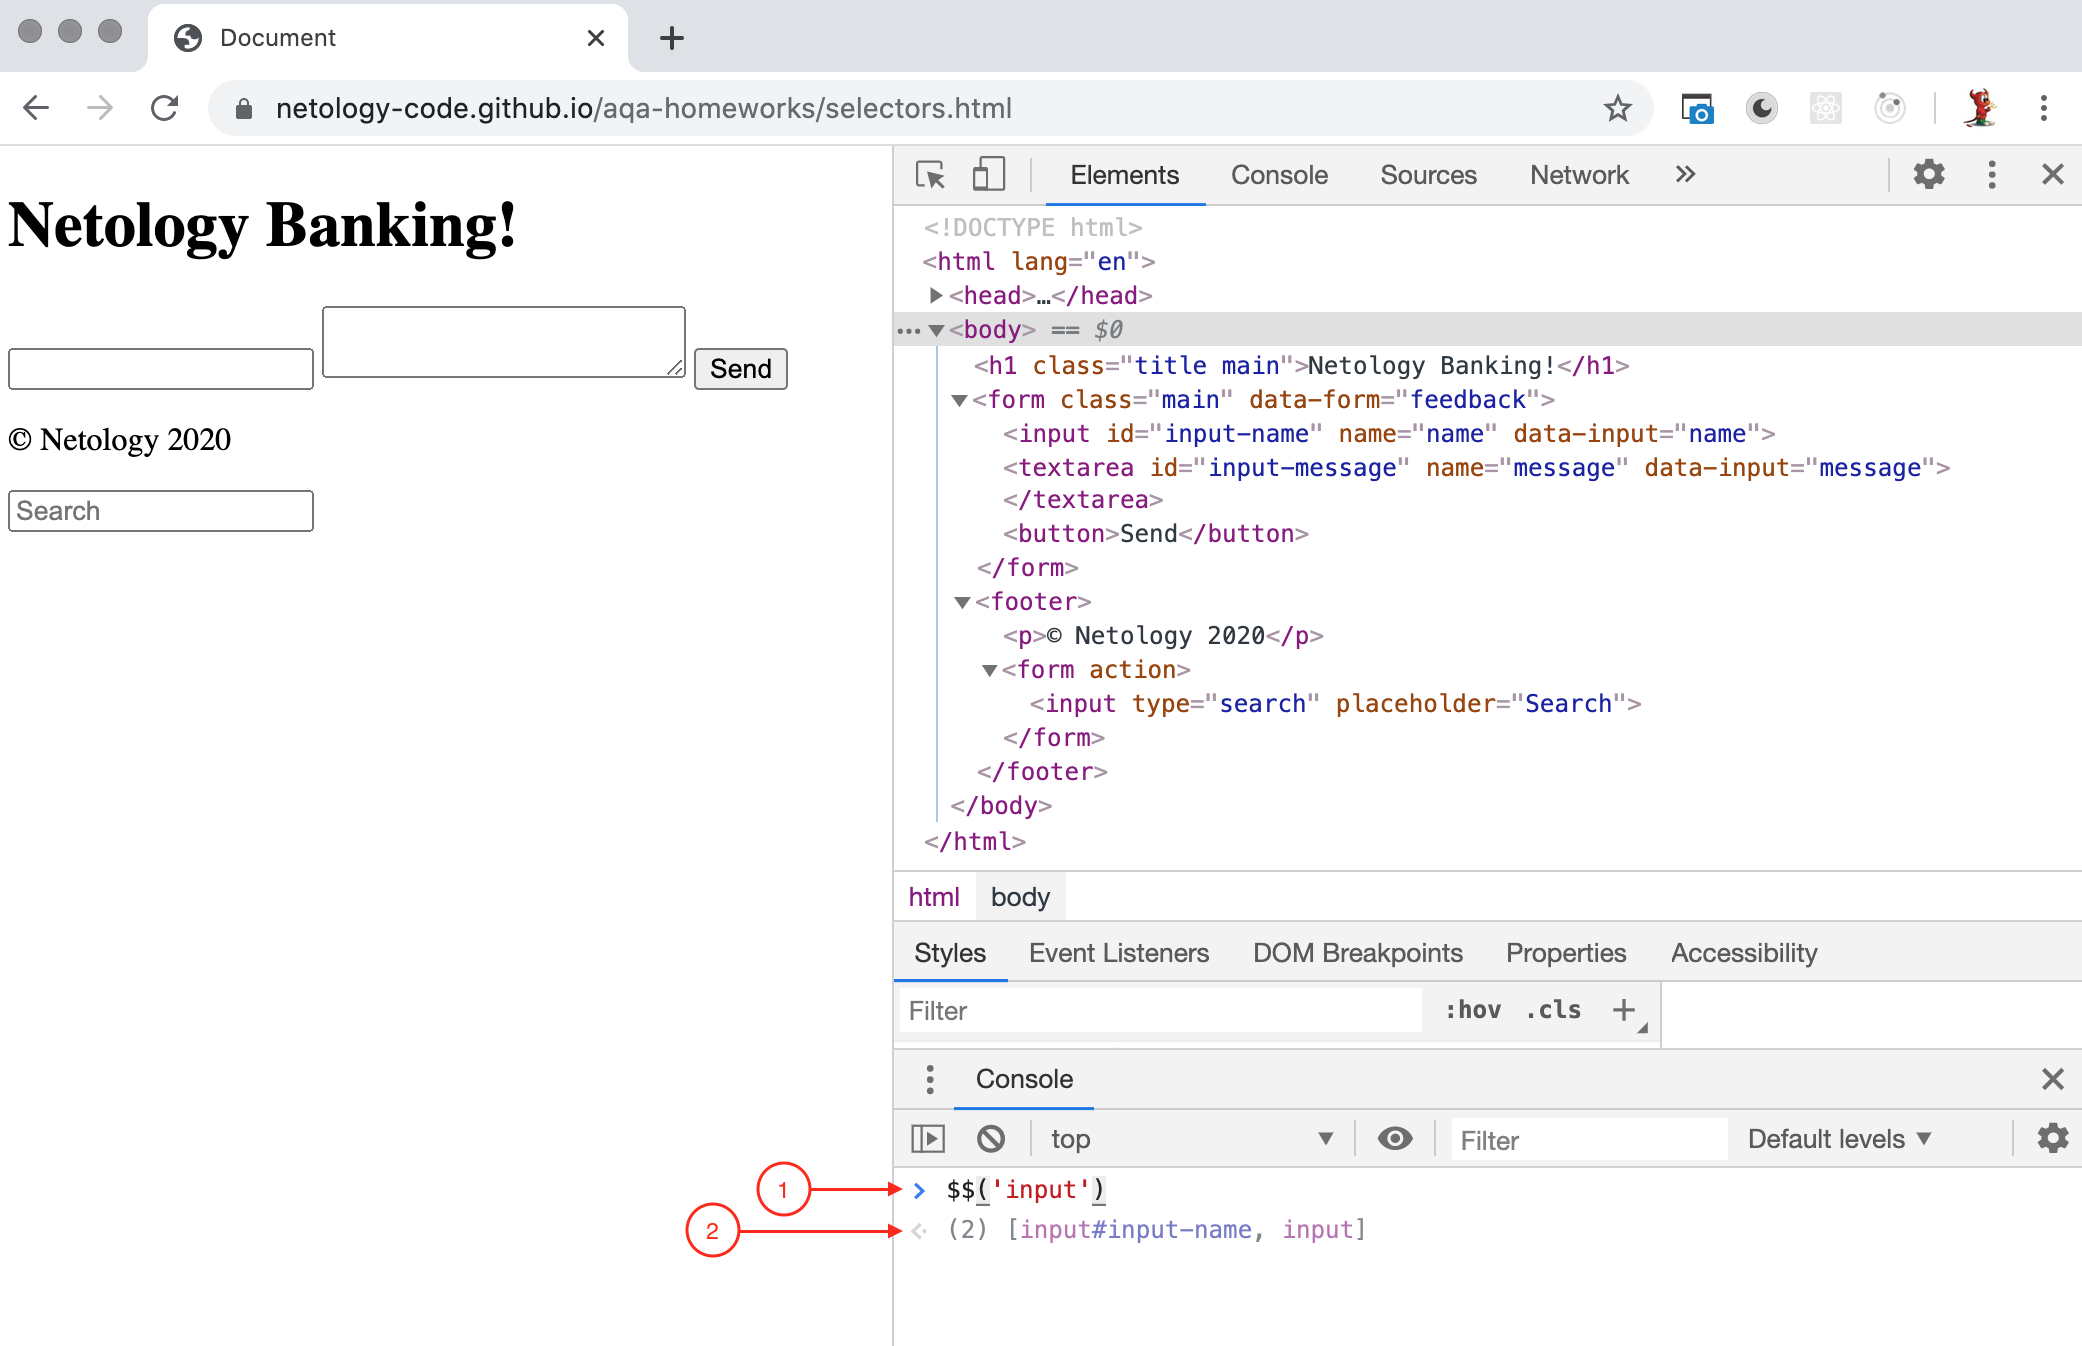 Document
netology-code.github.io/aqa-homeworks/selectors.html
Netology Banking!
Send
© Netology 2020
Search
Elements Console Sources Network »
<!DOCTYPE html>
<html lang="en">
<head>…</head>
<body> == $0
<h1 class="title main">Netology Banking!</h1>
<form class="main" data-form="feedback">
<input id="input-name" name="name" data-input="name">
<textarea id="input-message" name="message" data-input="message">
</textarea>
<button>Send</button>
</form>
<footer>
<p>© Netology 2020</p>
<form action>
<input type="search" placeholder="Search">
</form>
</footer>
</body>
</html>
html body
Styles Event Listeners DOM Breakpoints Properties Accessibility
Filter :hov .cls +
Console
top Filter Default levels
1 > $$('input')
2 (2) [input#input-name, input]